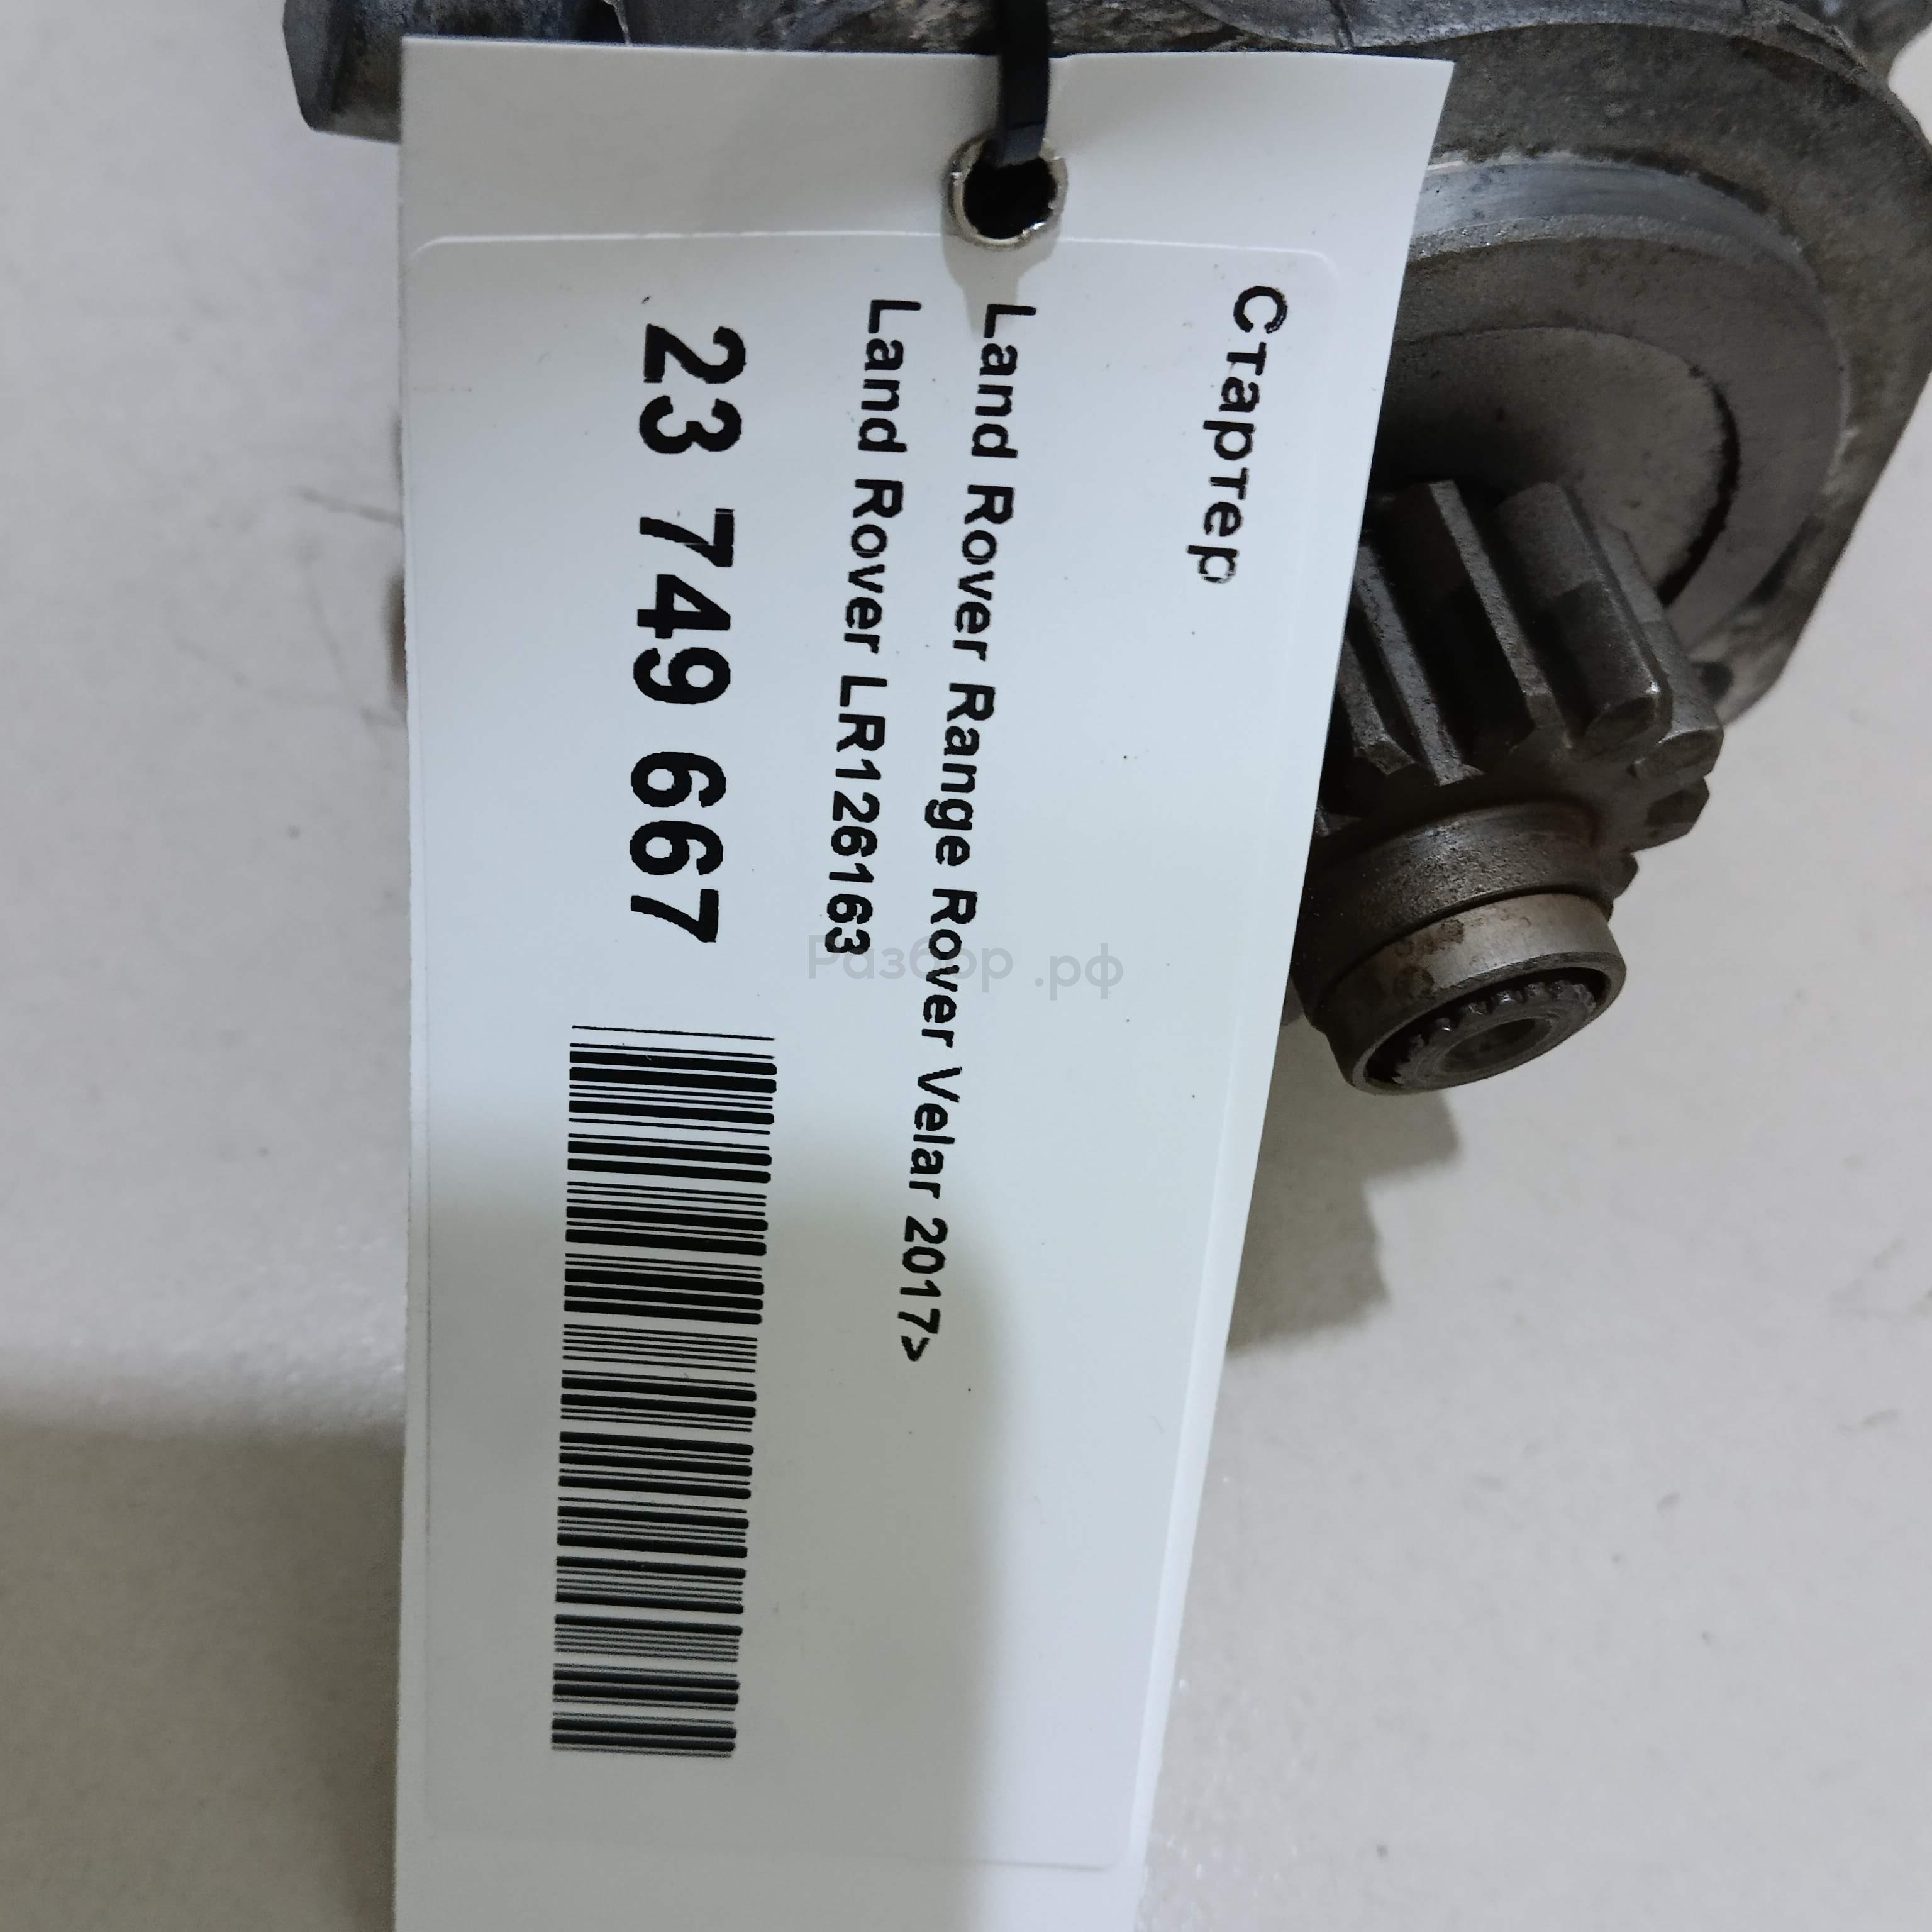 Стартер
Land Rover Range Rover Velar 2017>
Land Rover LR126163
23 749 667
Разбор .рф